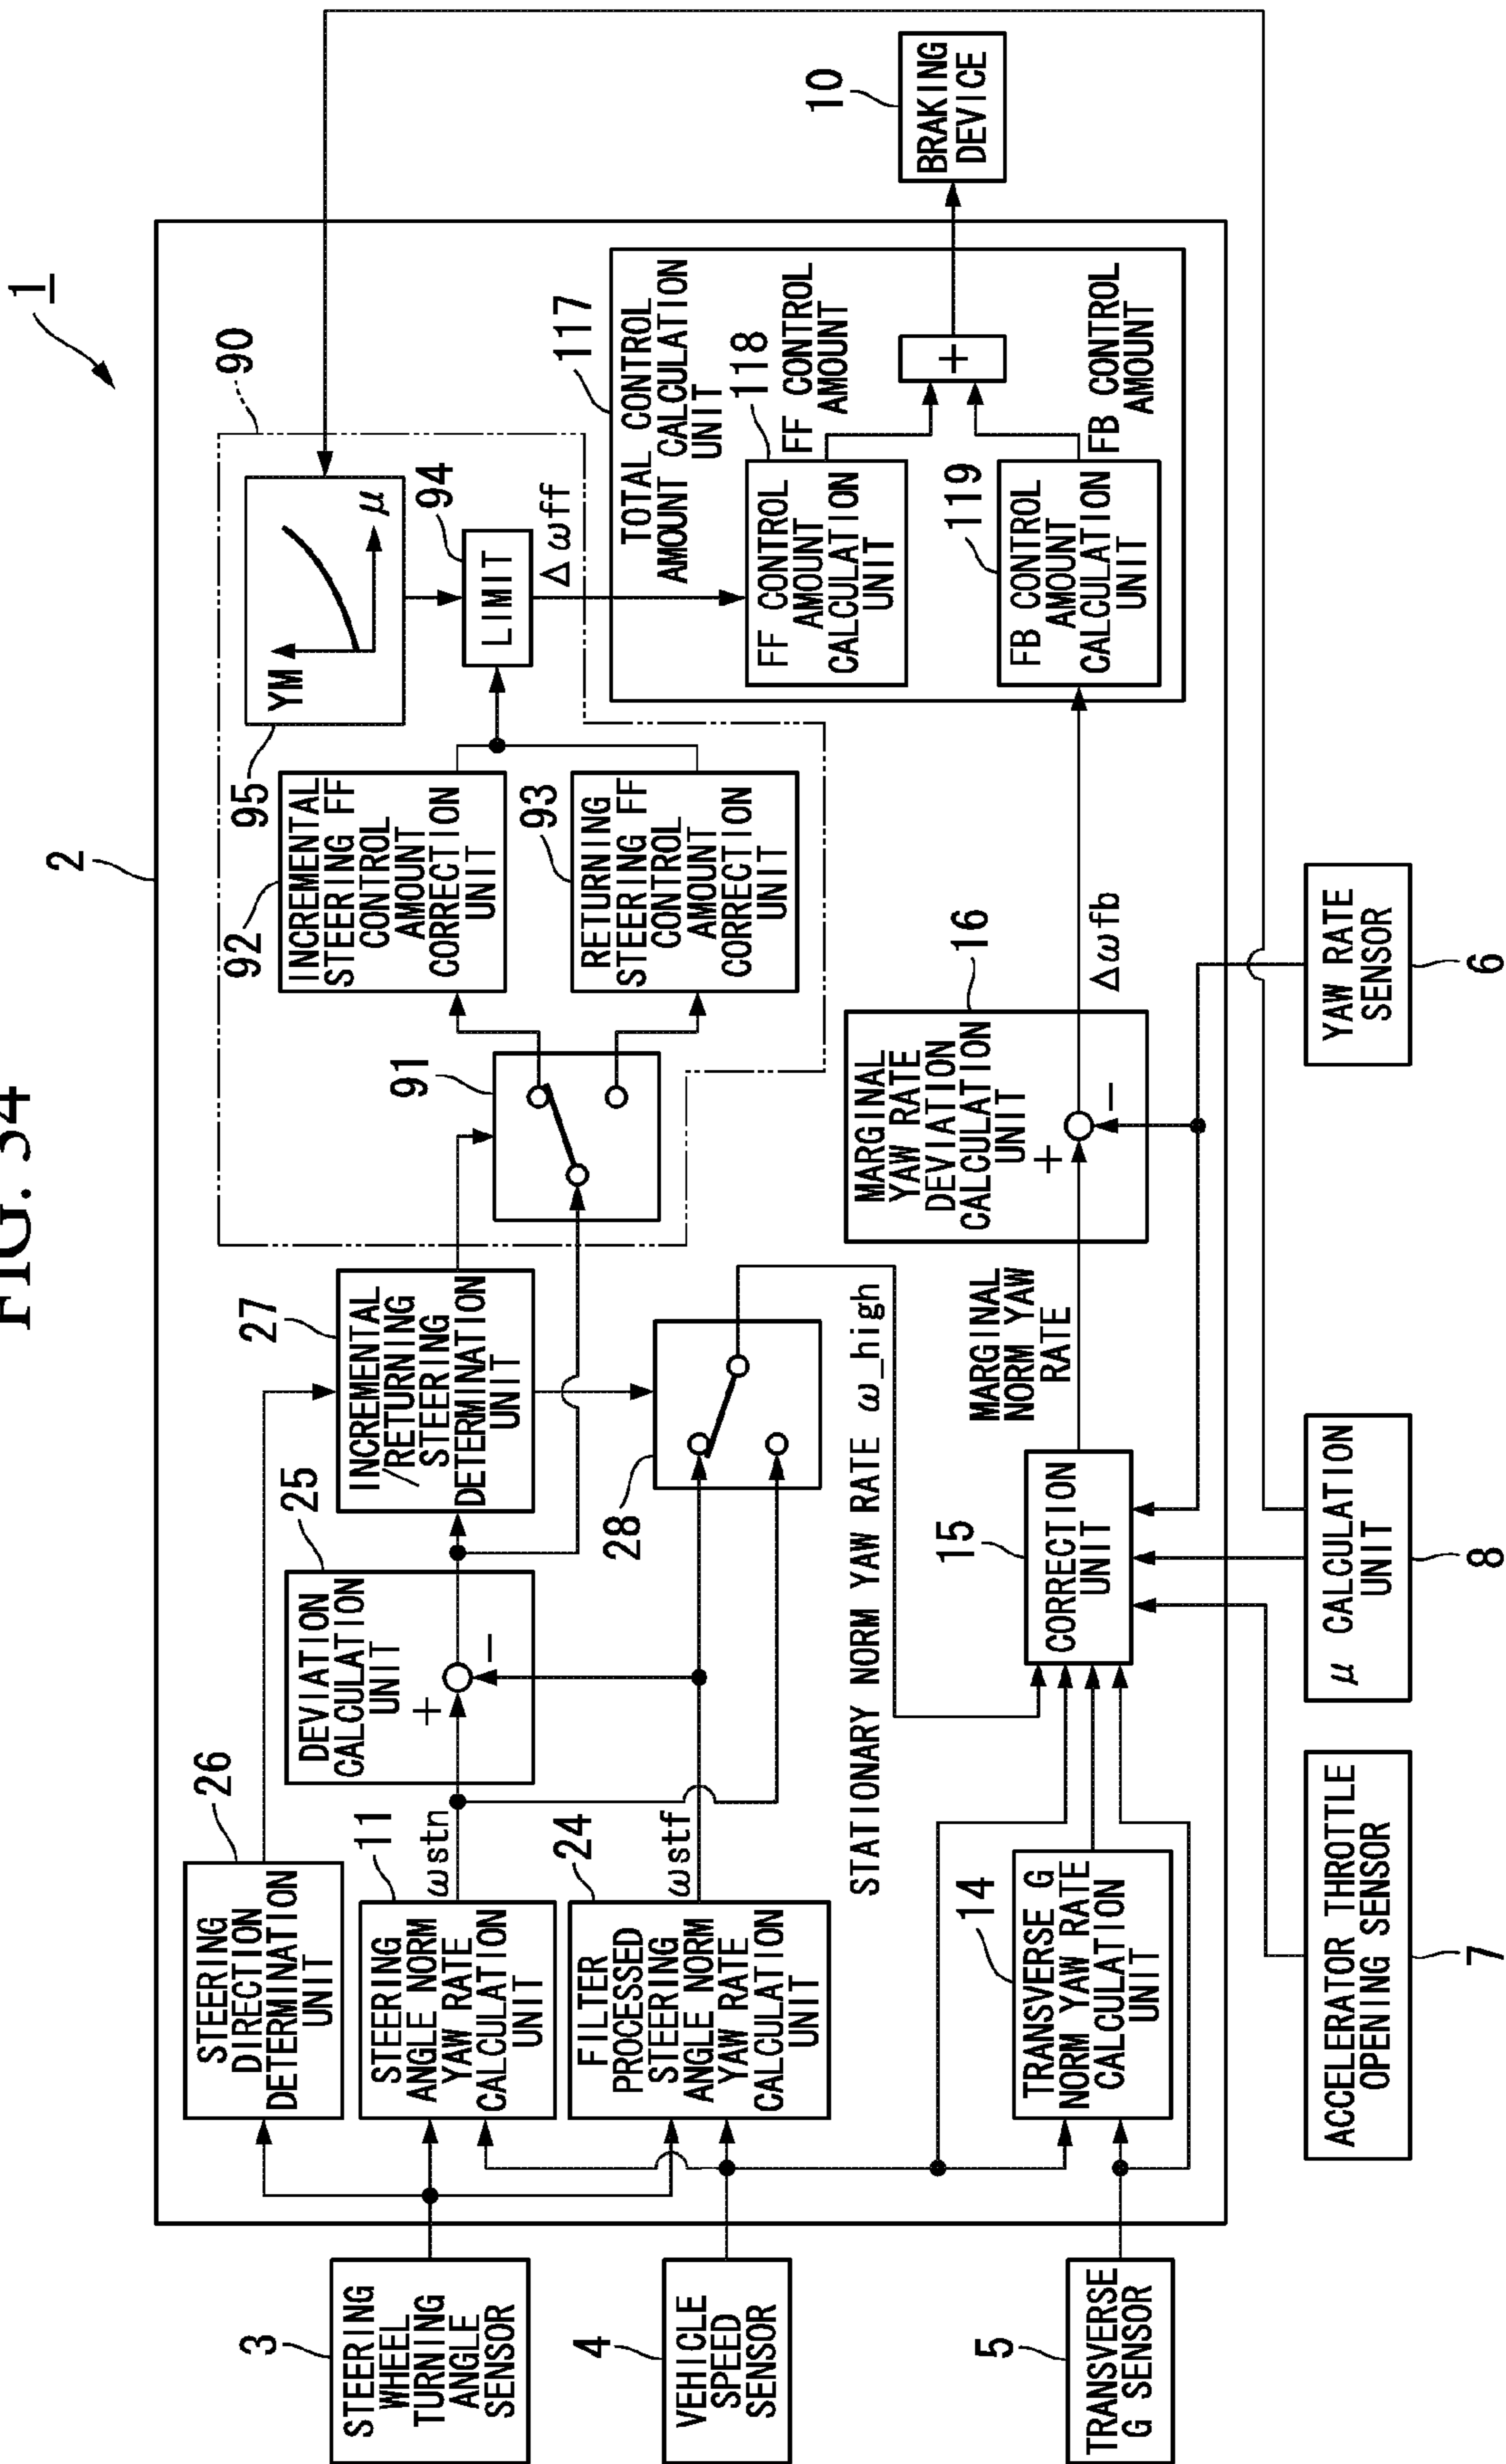 FIG. 34
1
2
90
3
STEERING
WHEEL
TURNING
ANGLE
SENSOR
4
VEHICLE
SPEED
SENSOR
5
TRANSVERSE
G SENSOR
26
STEERING
DIRECTION
DETERMINATION
UNIT
11
STEERING
ANGLE NORM
YAW RATE
CALCULATION
UNIT
ωstn
24
FILTER
PROCESSED
STEERING
ANGLE NORM
YAW RATE
CALCULATION
UNIT
ωstf
14
TRANSVERSE G
NORM YAW RATE
CALCULATION
UNIT
25
DEVIATION
CALCULATION
UNIT
+
−
27
INCREMENTAL
/RETURNING
STEERING
DETERMINATION
UNIT
28
STATIONARY NORM YAW RATE ω_high
15
CORRECTION
UNIT
MARGINAL
NORM YAW
RATE
91
92
INCREMENTAL
STEERING FF
CONTROL
AMOUNT
CORRECTION
UNIT
93
RETURNING
STEERING FF
CONTROL
AMOUNT
CORRECTION
UNIT
95
YM
μ
94
LIMIT
Δωff
16
MARGINAL
YAW RATE
DEVIATION
CALCULATION
UNIT
+
−
Δωfb
117
TOTAL CONTROL
AMOUNT CALCULATION
UNIT
118
FF CONTROL
AMOUNT
CALCULATION
UNIT
FF CONTROL
AMOUNT
119
FB CONTROL
AMOUNT
CALCULATION
UNIT
FB CONTROL
AMOUNT
+
10
BRAKING
DEVICE
ACCELERATOR THROTTLE
OPENING SENSOR
7
μ CALCULATION
UNIT
8
YAW RATE
SENSOR
6